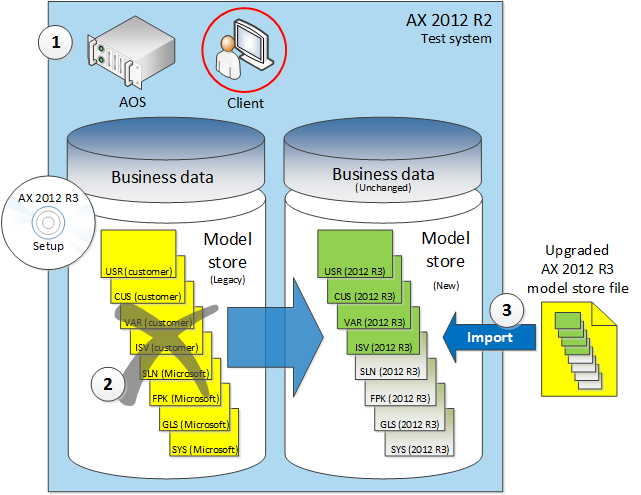 AX 2012 R2
Test system
1
AOS
Client
Business data
Business data
(Unchanged)
AX 2012 R3
Setup
Model
store
(Legacy)
USR (customer)
CUS (customer)
VAR (customer)
ISV (customer)
SLN (Microsoft)
FPK (Microsoft)
GLS (Microsoft)
SYS (Microsoft)
2
Model
store
(New)
USR (2012 R3)
CUS (2012 R3)
VAR (2012 R3)
ISV (2012 R3)
SLN (2012 R3)
FPK (2012 R3)
GLS (2012 R3)
SYS (2012 R3)
3
Import
Upgraded
AX 2012 R3
model store file